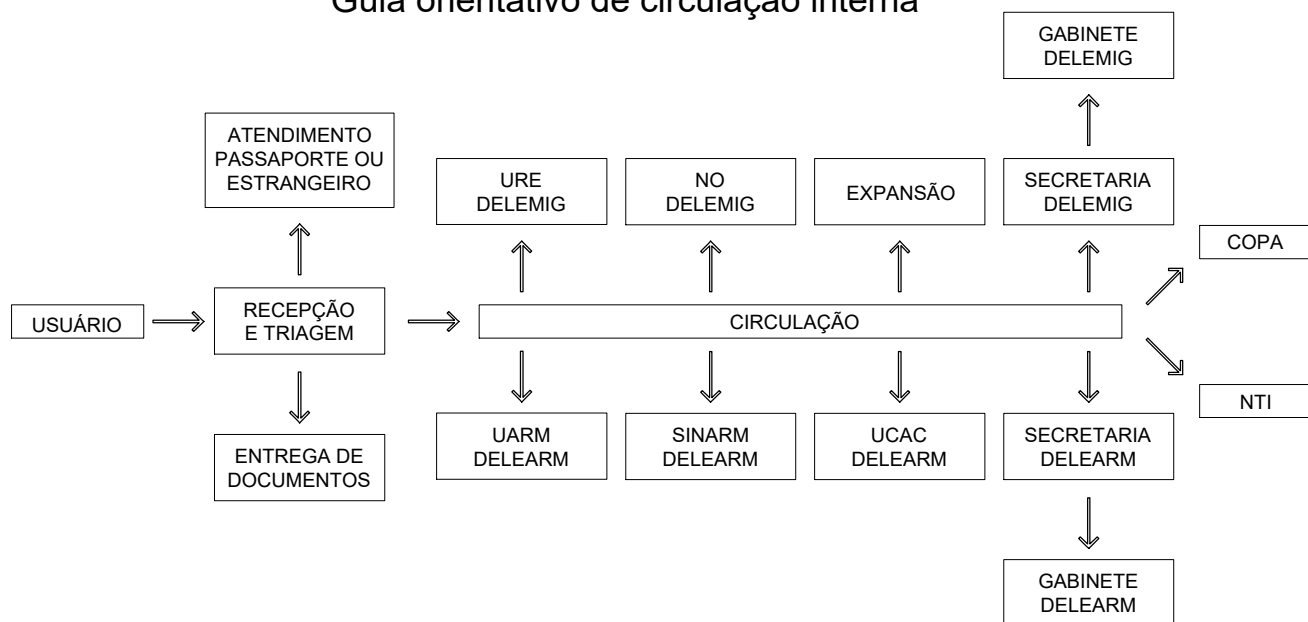 Guia orientativo de circulação interna
GABINETE
DELEMIG
ATENDIMENTO
PASSAPORTE OU
ESTRANGEIRO
URE
DELEMIG
NO
DELEMIG
EXPANSÃO
SECRETARIA
DELEMIG
COPA
USUÁRIO
RECEPÇÃO
E TRIAGEM
CIRCULAÇÃO
NTI
ENTREGA DE
DOCUMENTOS
UARM
DELEARM
SINARM
DELEARM
UCAC
DELEARM
SECRETARIA
DELEARM
GABINETE
DELEARM